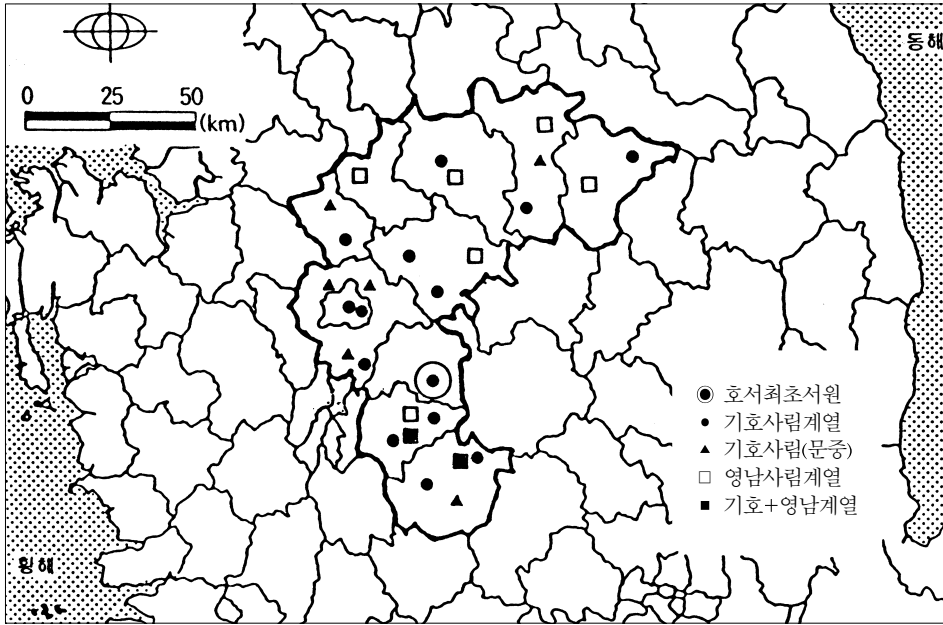 동해
0 25 50
(km)
호서최초서원
기호사림계열
기호사림(문중)
영남사림계열
기호+영남계열
황해